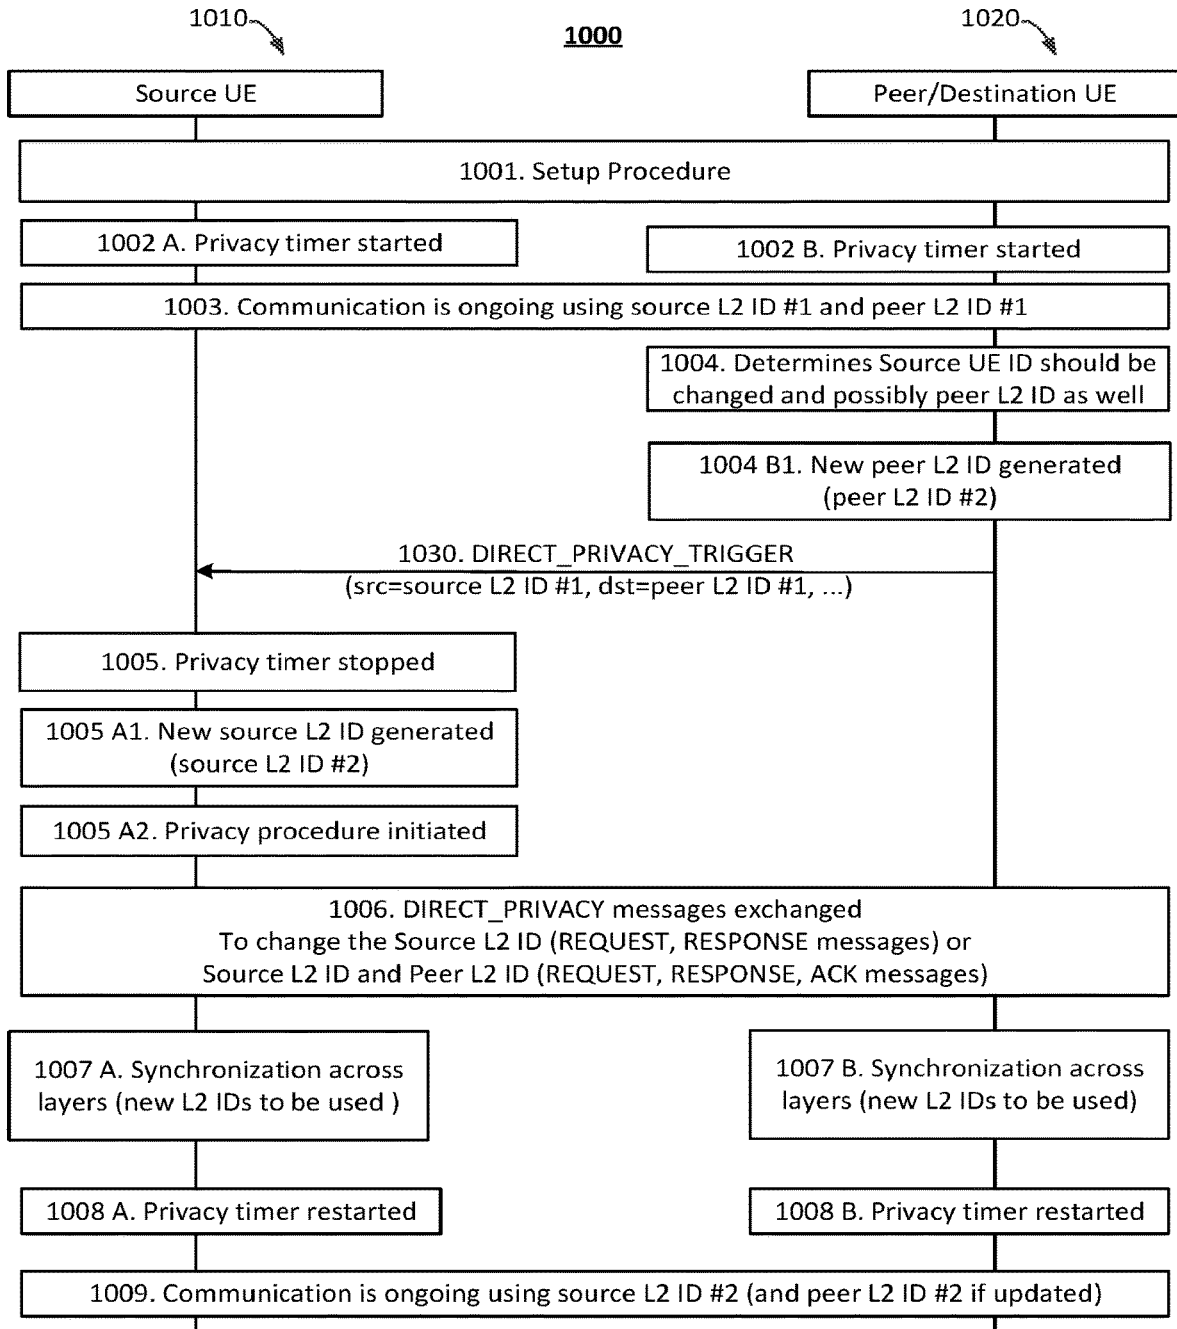 1010
1000
1020
Source UE
Peer/Destination UE
1001. Setup Procedure
1002 A. Privacy timer started
1002 B. Privacy timer started
1003. Communication is ongoing using source L2 ID #1 and peer L2 ID #1
1004. Determines Source UE ID should be
changed and possibly peer L2 ID as well
1004 B1. New peer L2 ID generated
(peer L2 ID #2)
1030. DIRECT_PRIVACY_TRIGGER
(src=source L2 ID #1, dst=peer L2 ID #1, ...)
1005. Privacy timer stopped
1005 A1. New source L2 ID generated
(source L2 ID #2)
1005 A2. Privacy procedure initiated
1006. DIRECT_PRIVACY messages exchanged
To change the Source L2 ID (REQUEST, RESPONSE messages) or
Source L2 ID and Peer L2 ID (REQUEST, RESPONSE, ACK messages)
1007 A. Synchronization across
layers (new L2 IDs to be used )
1007 B. Synchronization across
layers (new L2 IDs to be used)
1008 A. Privacy timer restarted
1008 B. Privacy timer restarted
1009. Communication is ongoing using source L2 ID #2 (and peer L2 ID #2 if updated)